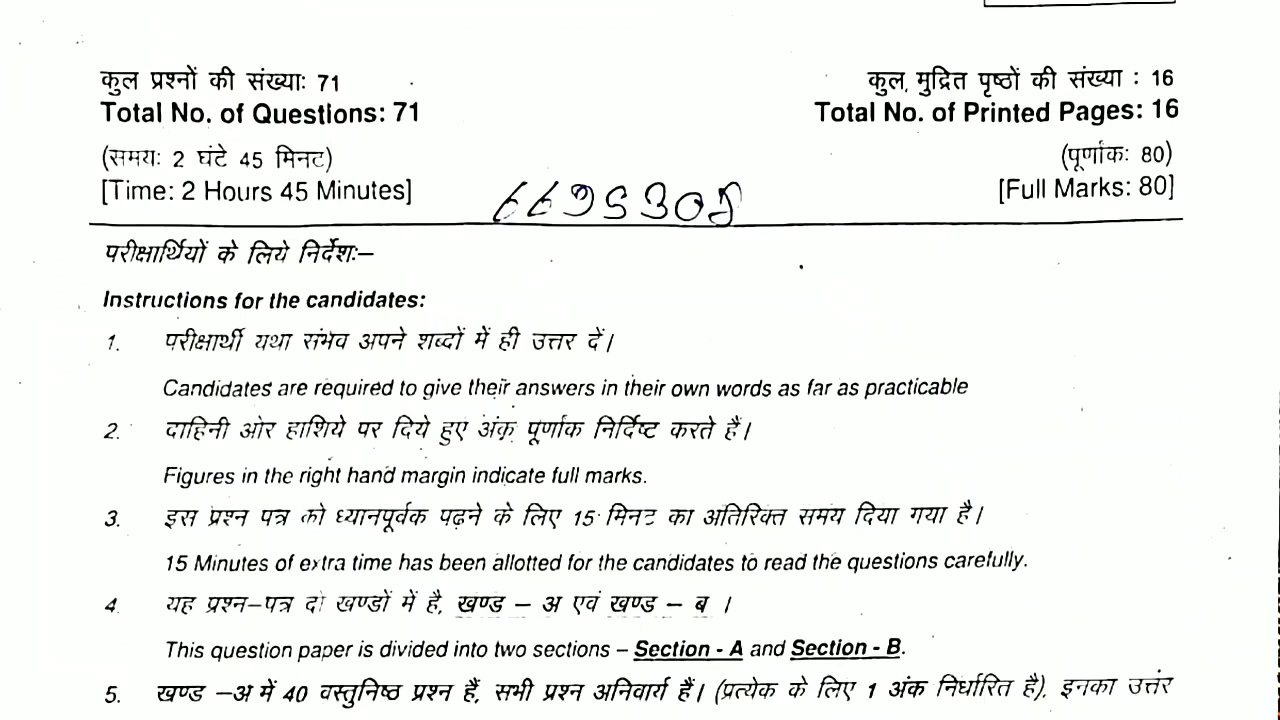 कुल प्रश्नों की संख्याः 71
कुल मुद्रित पृष्ठों की संख्या : 16
Total No. of Questions: 71
Total No. of Printed Pages: 16
(समयः 2 घंटे 45 मिनट)
(पूर्णांकः 80)
[Time: 2 Hours 45 Minutes]
[Full Marks: 80]
परीक्षार्थियों के लिये निर्देशः–
Instructions for the candidates:
1. परीक्षार्थी यथा संभव अपने शब्दों में ही उत्तर दें।
Candidates are required to give their answers in their own words as far as practicable
2. दाहिनी ओर हाशिये पर दिये हुए अंक पूर्णांक निर्दिष्ट करते हैं।
Figures in the right hand margin indicate full marks.
3. इस प्रश्न पत्र को ध्यानपूर्वक पढ़ने के लिए 15 मिनट का अतिरिक्त समय दिया गया है।
15 Minutes of extra time has been allotted for the candidates to read the questions carefully.
4. यह प्रश्न–पत्र दो खण्डों में है, खण्ड – अ एवं खण्ड – ब ।
This question paper is divided into two sections – Section - A and Section - B.
5. खण्ड –अ में 40 वस्तुनिष्ठ प्रश्न हैं, सभी प्रश्न अनिवार्य हैं। (प्रत्येक के लिए 1 अंक निर्धारित है), इनका उत्तर